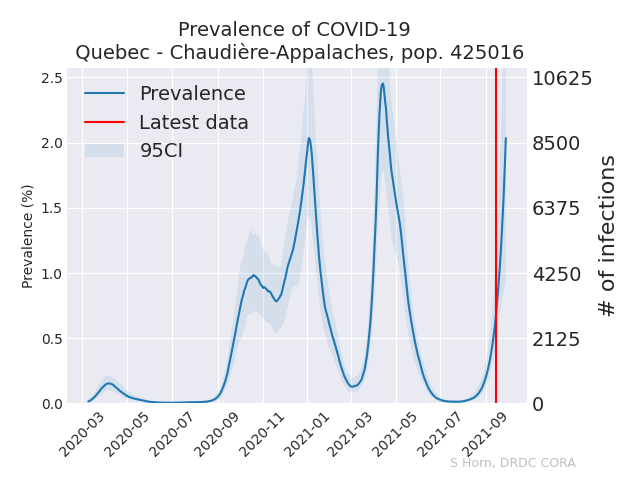 Prevalence of COVID-19
Quebec - Chaudière-Appalaches, pop. 425016
Prevalence
Latest data
95CI
Prevalence (%)
2.5
2.0
1.5
1.0
0.5
0.0
10625
8500
6375
4250
2125
0
# of infections
2020-03
2020-05
2020-07
2020-09
2020-11
2021-01
2021-03
2021-05
2021-07
2021-09
S Horn, DRDC CORA